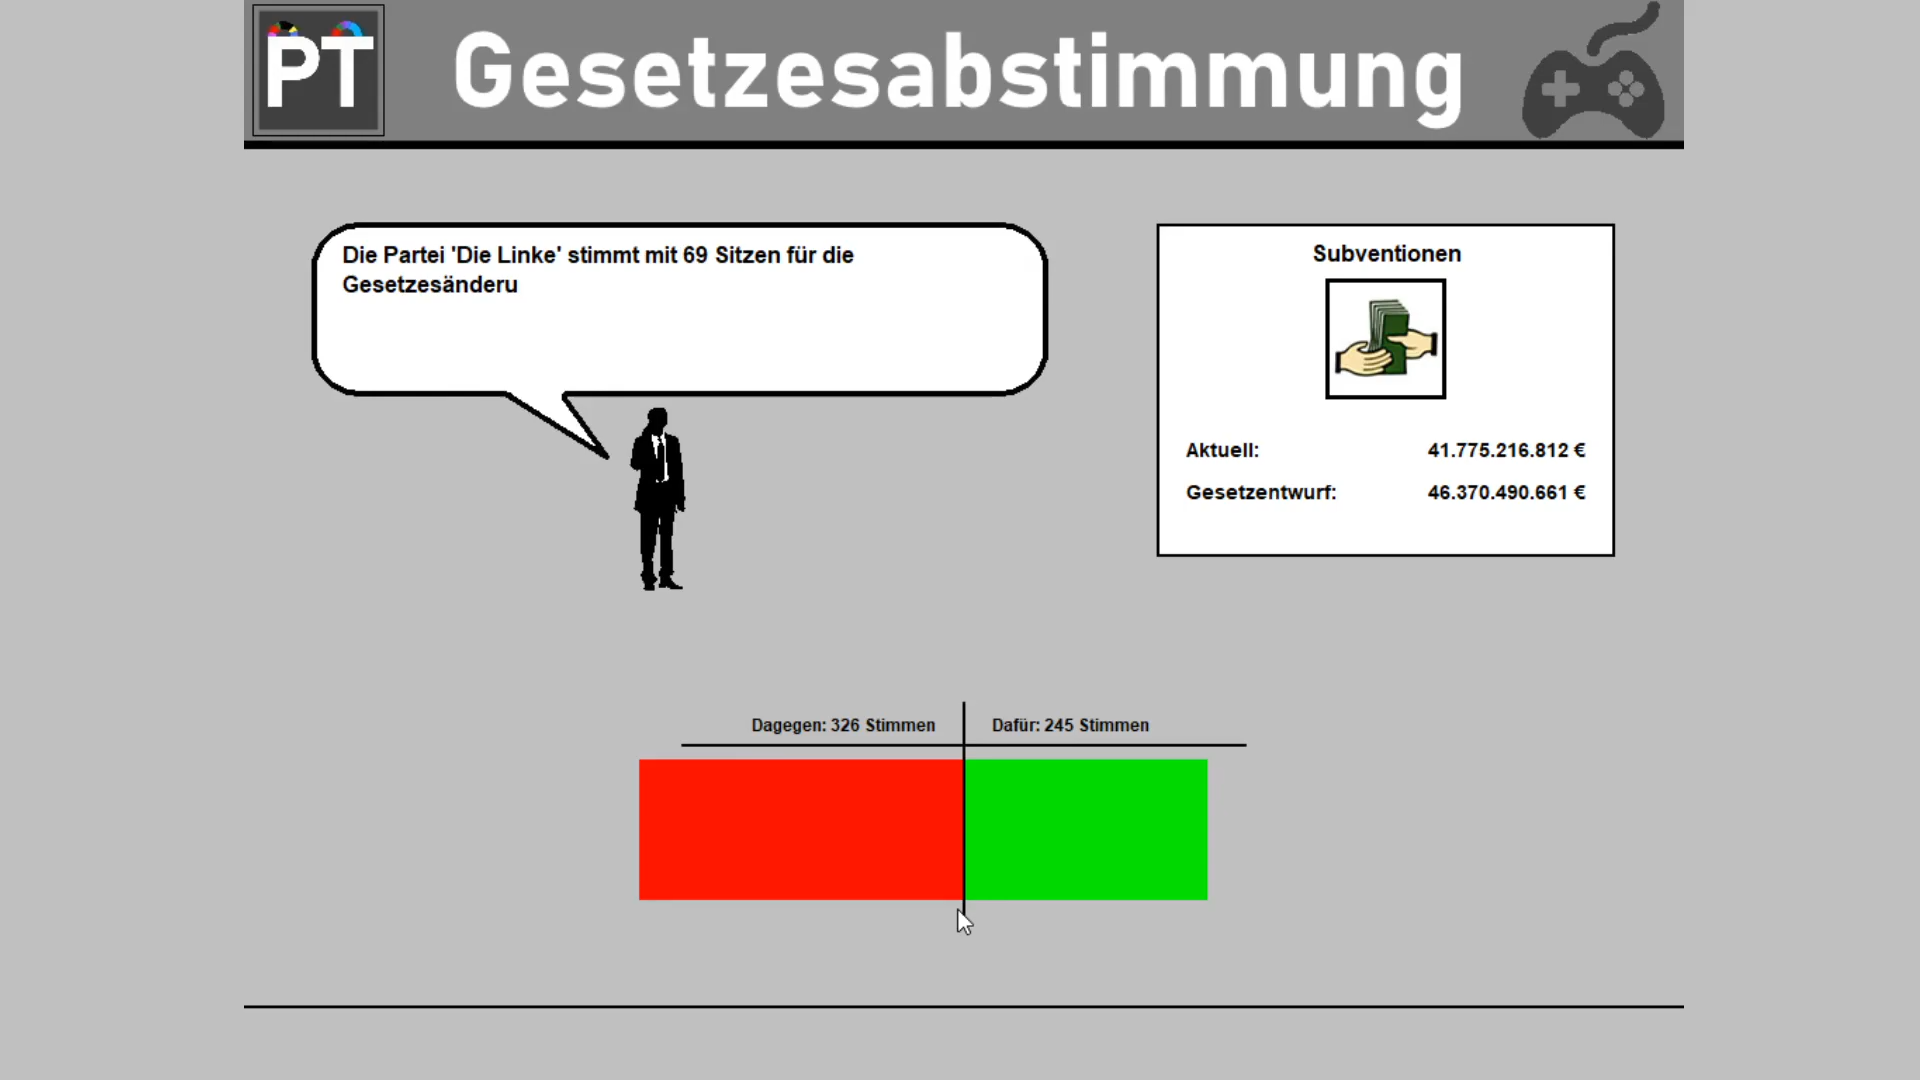 PT
Gesetzesabstimmung
Die Partei 'Die Linke' stimmt mit 69 Sitzen für die
Gesetzesänderu
Subventionen
Aktuell: 41.775.216.812 €
Gesetzentwurf: 46.370.490.661 €
Dagegen: 326 Stimmen
Dafür: 245 Stimmen